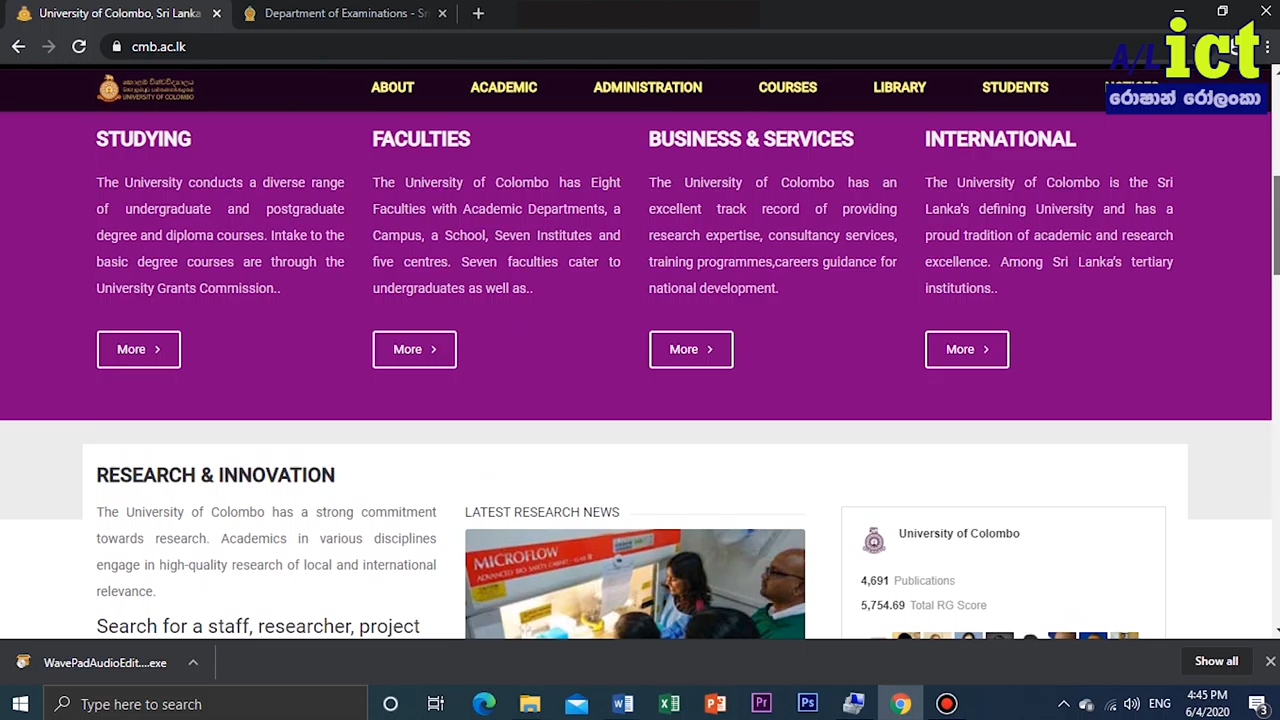 University of Colombo, Sri Lanka
Department of Examinations - Sri
cmb.ac.lk
A/L ict
රොෂාන් රෝලංකා
UNIVERSITY OF COLOMBO
ABOUT
ACADEMIC
ADMINISTRATION
COURSES
LIBRARY
STUDENTS
STUDYING
The University conducts a diverse range
of undergraduate and postgraduate
degree and diploma courses. Intake to the
basic degree courses are through the
University Grants Commission..
More
FACULTIES
The University of Colombo has Eight
Faculties with Academic Departments, a
Campus, a School, Seven Institutes and
five centres. Seven faculties cater to
undergraduates as well as..
More
BUSINESS & SERVICES
The University of Colombo has an
excellent track record of providing
research expertise, consultancy services,
training programmes,careers guidance for
national development.
More
INTERNATIONAL
The University of Colombo is the Sri
Lanka's defining University and has a
proud tradition of academic and research
excellence. Among Sri Lanka's tertiary
institutions..
More
RESEARCH & INNOVATION
The University of Colombo has a strong commitment
towards research. Academics in various disciplines
engage in high-quality research of local and international
relevance.
Search for a staff, researcher, project
LATEST RESEARCH NEWS
MICROFLOW
ADVANCED BIO SAFETY CABINET - CLASS II
University of Colombo
4,691 Publications
5,754.69 Total RG Score
WavePadAudioEdit....exe
Show all
Type here to search
ENG
4:45 PM
6/4/2020
3